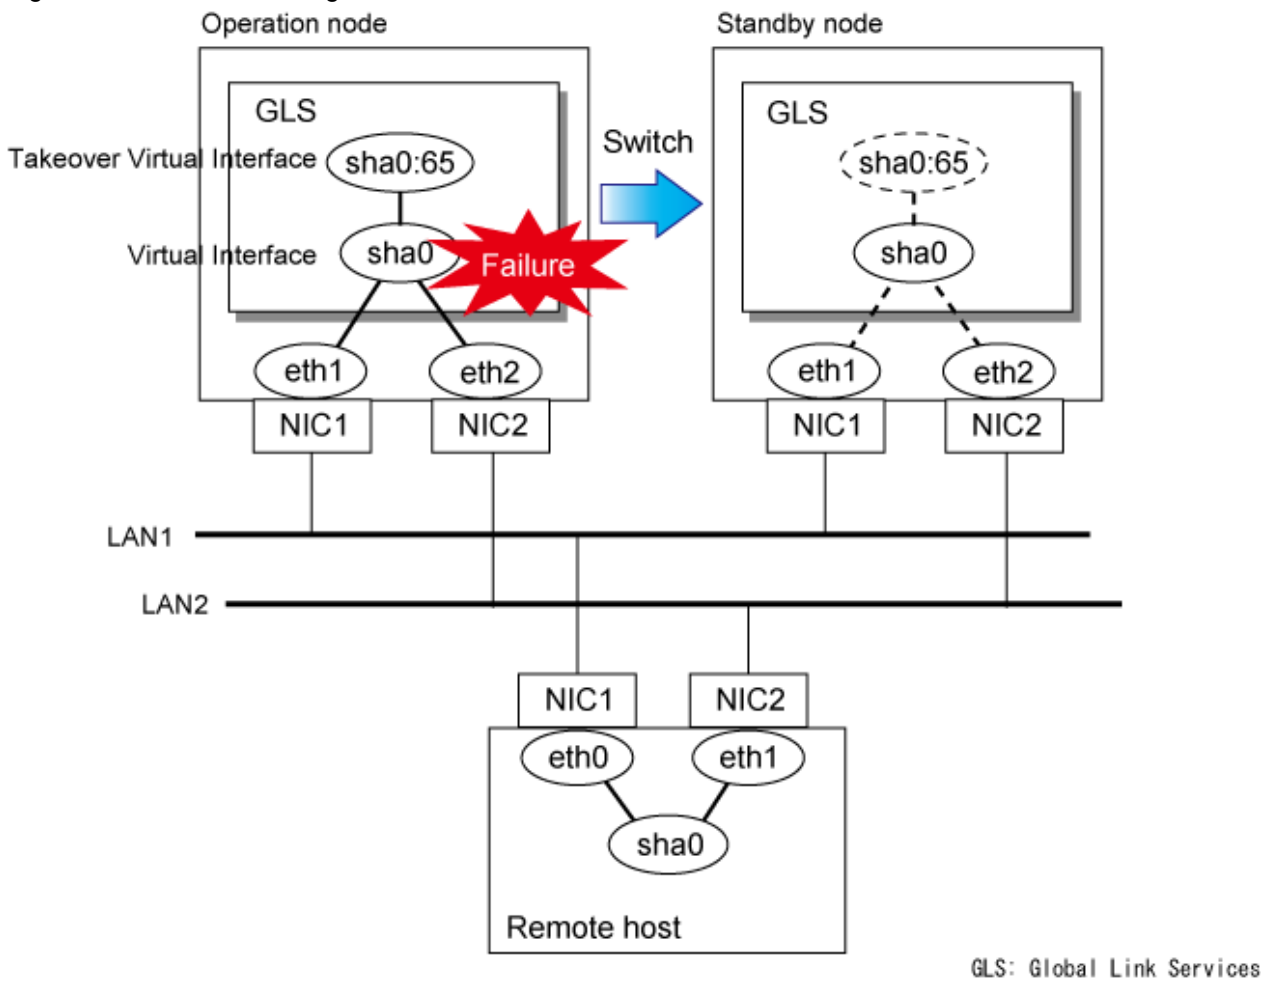 Operation node
Standby node
GLS
GLS
Switch
Takeover Virtual Interface
sha0:65
sha0:65
Virtual Interface
sha0
Failure
sha0
eth1
eth2
eth1
eth2
NIC1
NIC2
NIC1
NIC2
LAN1
LAN2
NIC1
NIC2
eth0
eth1
sha0
Remote host
GLS: Global Link Services